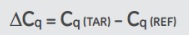 ΔCq = Cq (TAR) – Cq (REF)